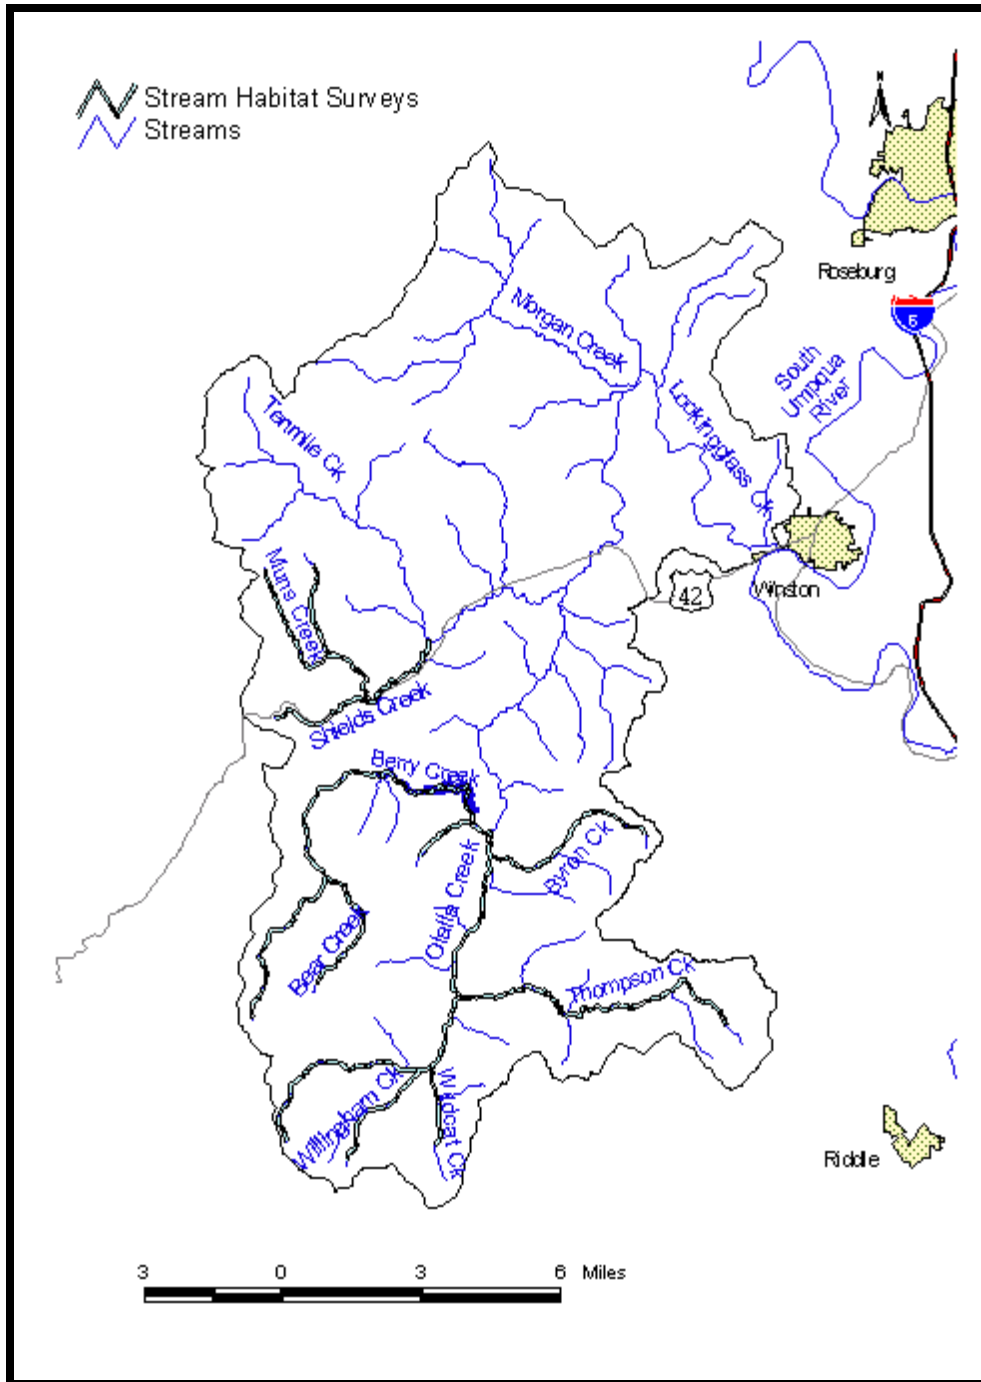 Stream Habitat Surveys
Streams
N
Roseburg
5
Morgan Creek
South
Umpqua
River
Lookingglass Ck
Tenmile Ck
Muns Creek
42
Winston
Shields Creek
Berry Creek
Byron Ck
Olalla Creek
Bear Creek
Thompson Ck
Willingham Ck
Wildcat Ck
Riddle
3 0 3 6 Miles